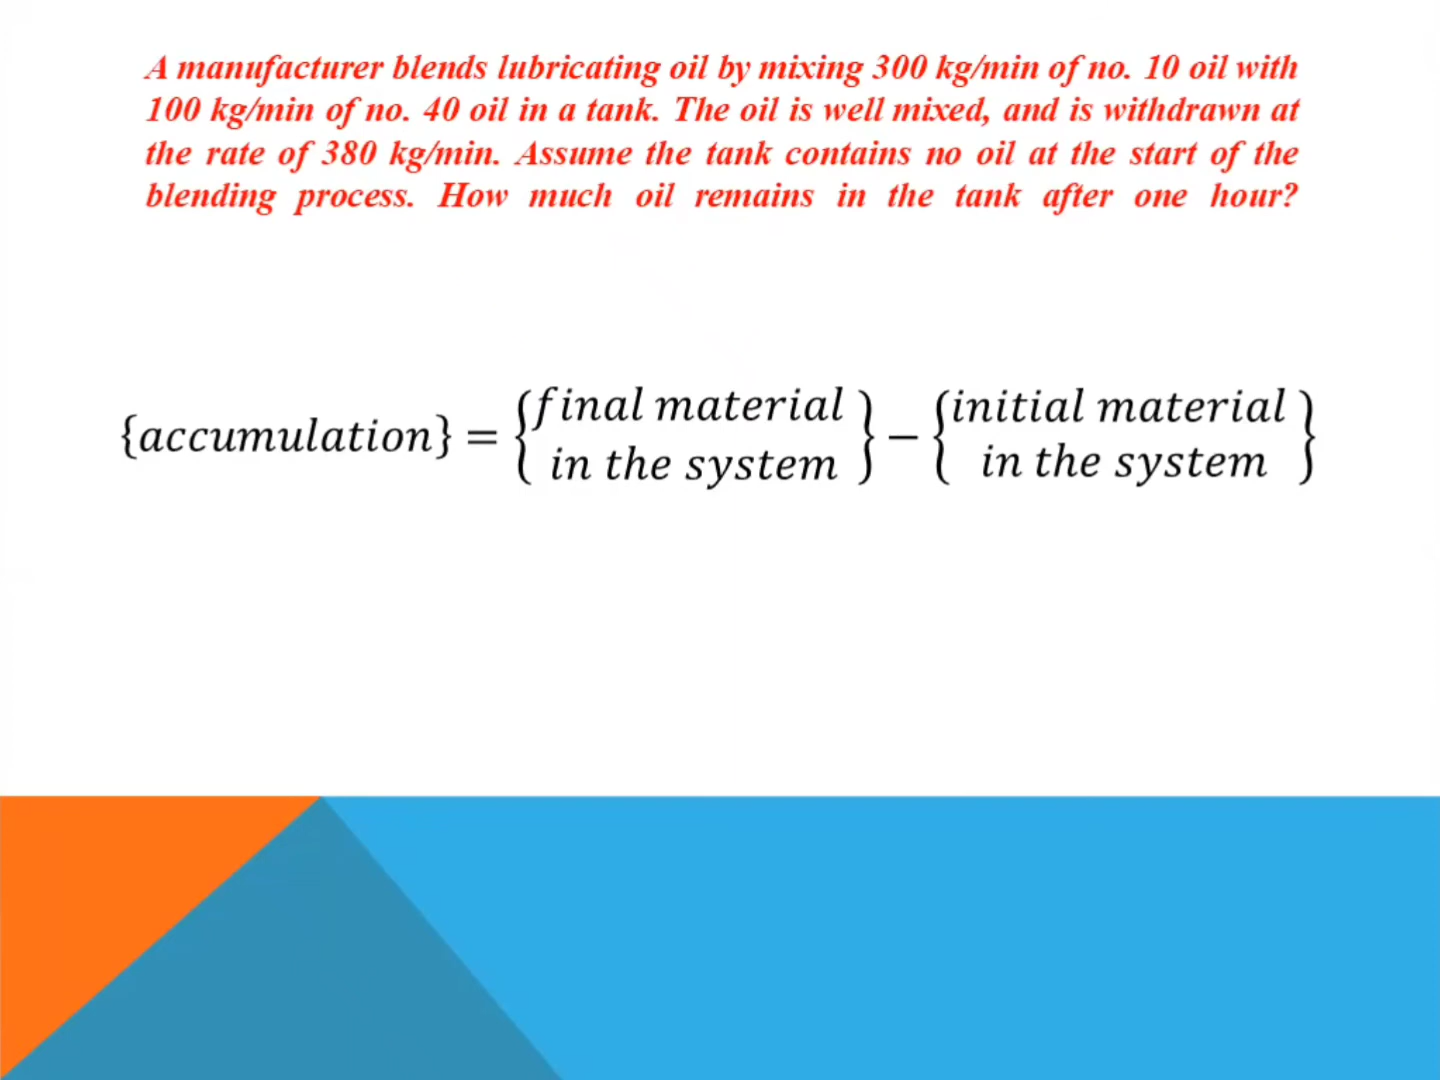 A manufacturer blends lubricating oil by mixing 300 kg/min of no. 10 oil with
100 kg/min of no. 40 oil in a tank. The oil is well mixed, and is withdrawn at
the rate of 380 kg/min. Assume the tank contains no oil at the start of the
blending process. How much oil remains in the tank after one hour?
{accumulation} = {final material in the system} − {initial material in the system}